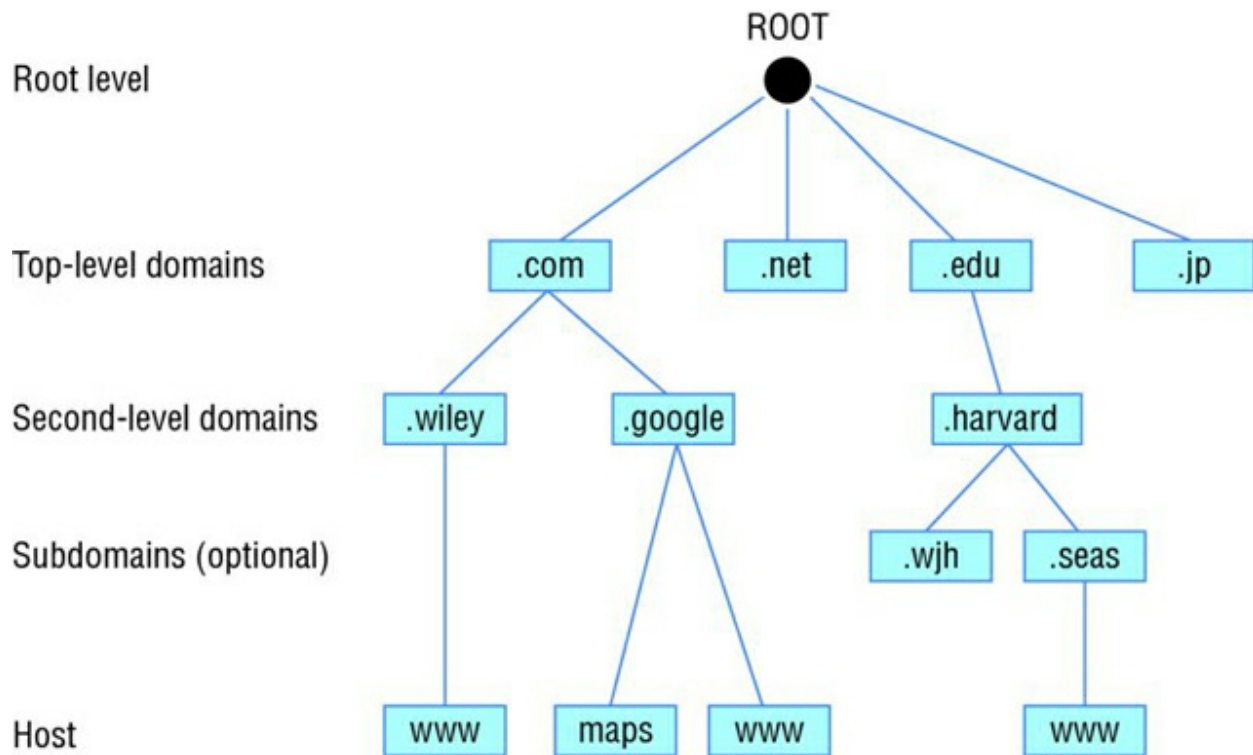 ROOT
Root level
Top-level domains
.com
.net
.edu
.jp
Second-level domains
.wiley
.google
.harvard
Subdomains (optional)
.wjh
.seas
Host
www
maps
www
www